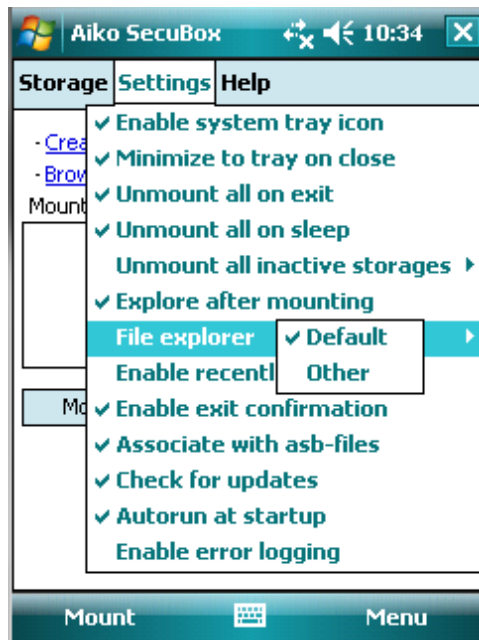 Aiko SecuBox 10:34
Storage Settings Help
Enable system tray icon
Minimize to tray on close
Unmount all on exit
Unmount all on sleep
Unmount all inactive storages
Explore after mounting
File explorer Default
Other
Enable
Enable exit confirmation
Associate with asb-files
Check for updates
Autorun at startup
Enable error logging
Mount Menu